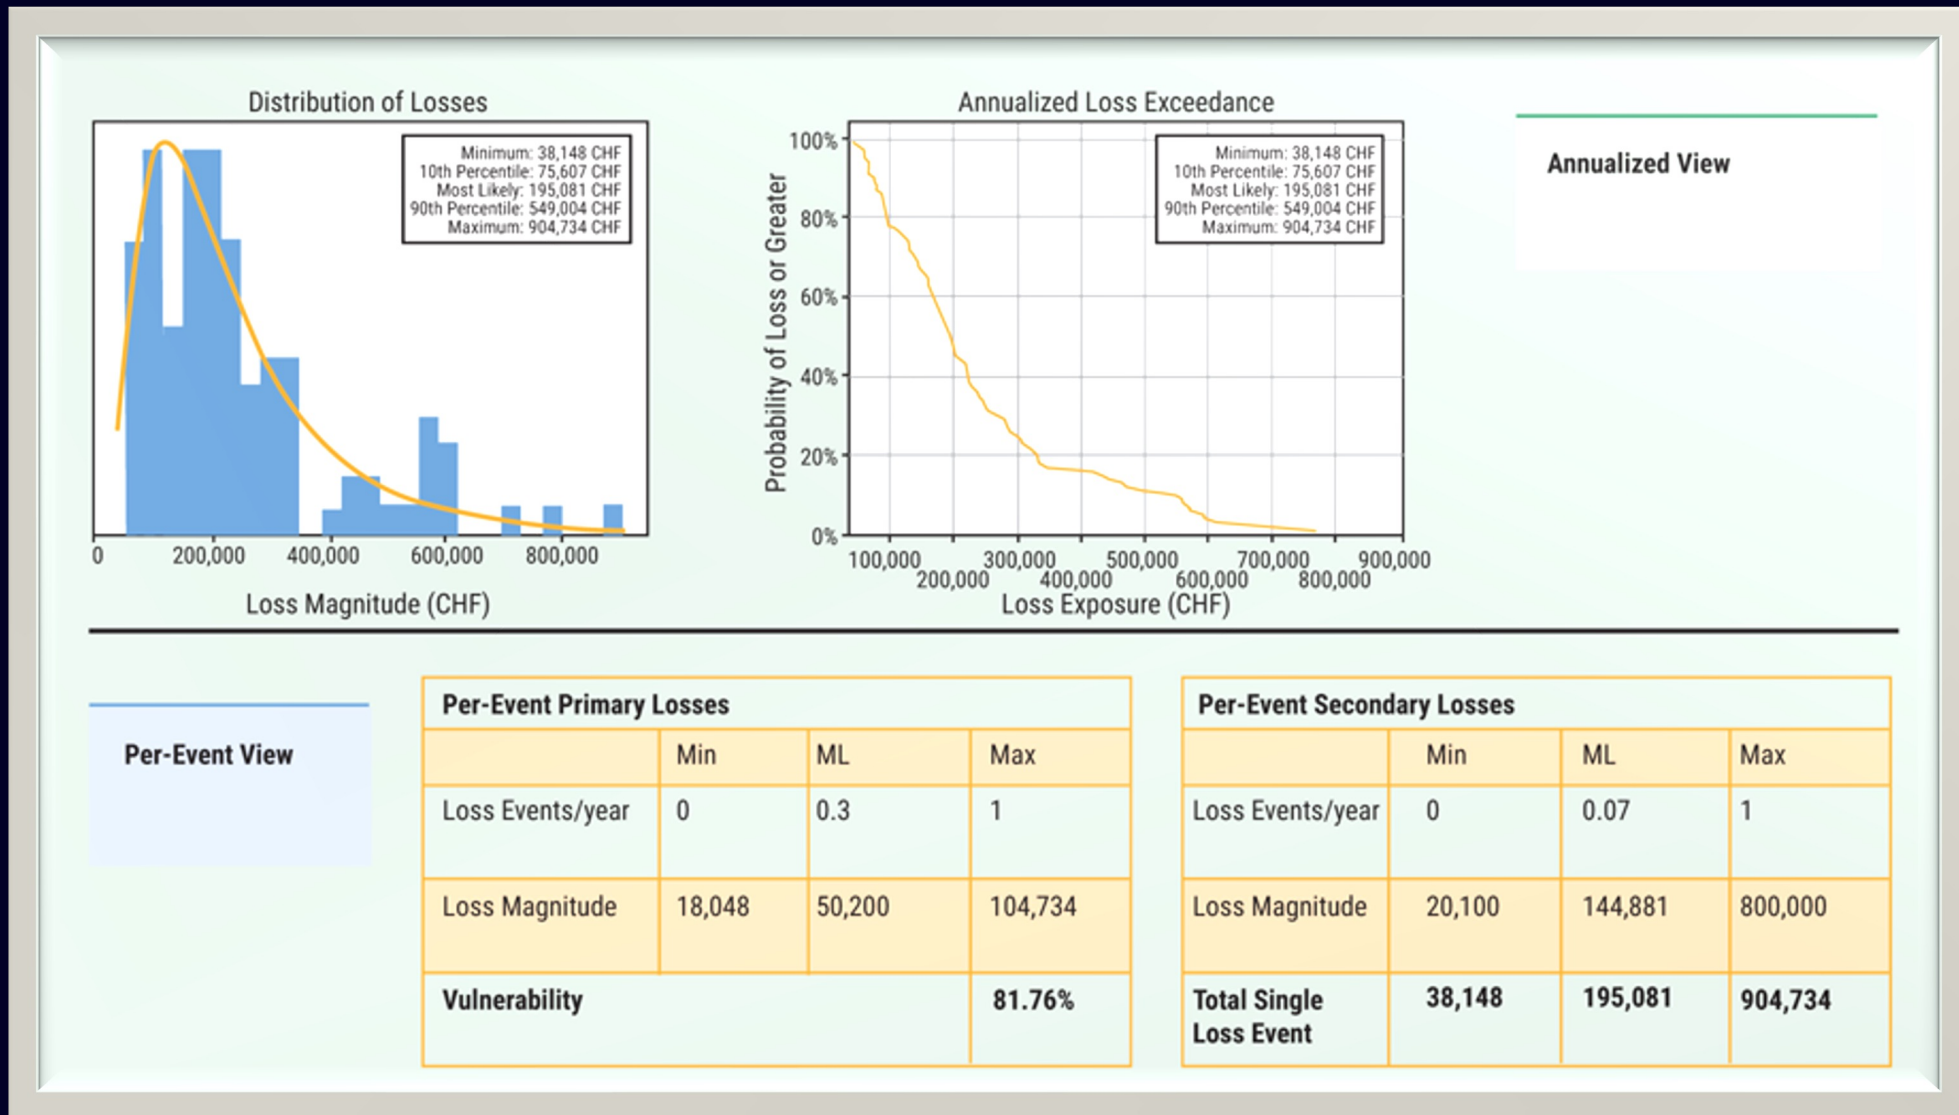 Distribution of Losses
Minimum: 38,148 CHF
10th Percentile: 75,607 CHF
Most Likely: 195,081 CHF
90th Percentile: 549,004 CHF
Maximum: 904,734 CHF
0 200,000 400,000 600,000 800,000
Loss Magnitude (CHF)
Annualized Loss Exceedance
Probability of Loss or Greater
100%
80%
60%
40%
20%
0%
Minimum: 38,148 CHF
10th Percentile: 75,607 CHF
Most Likely: 195,081 CHF
90th Percentile: 549,004 CHF
Maximum: 904,734 CHF
100,000 300,000 500,000 700,000 900,000
200,000 400,000 600,000 800,000
Loss Exposure (CHF)
Annualized View
Per-Event View
Per-Event Primary Losses
Min ML Max
Loss Events/year 0 0.3 1
Loss Magnitude 18,048 50,200 104,734
Vulnerability 81.76%
Per-Event Secondary Losses
Min ML Max
Loss Events/year 0 0.07 1
Loss Magnitude 20,100 144,881 800,000
Total Single 38,148 195,081 904,734
Loss Event